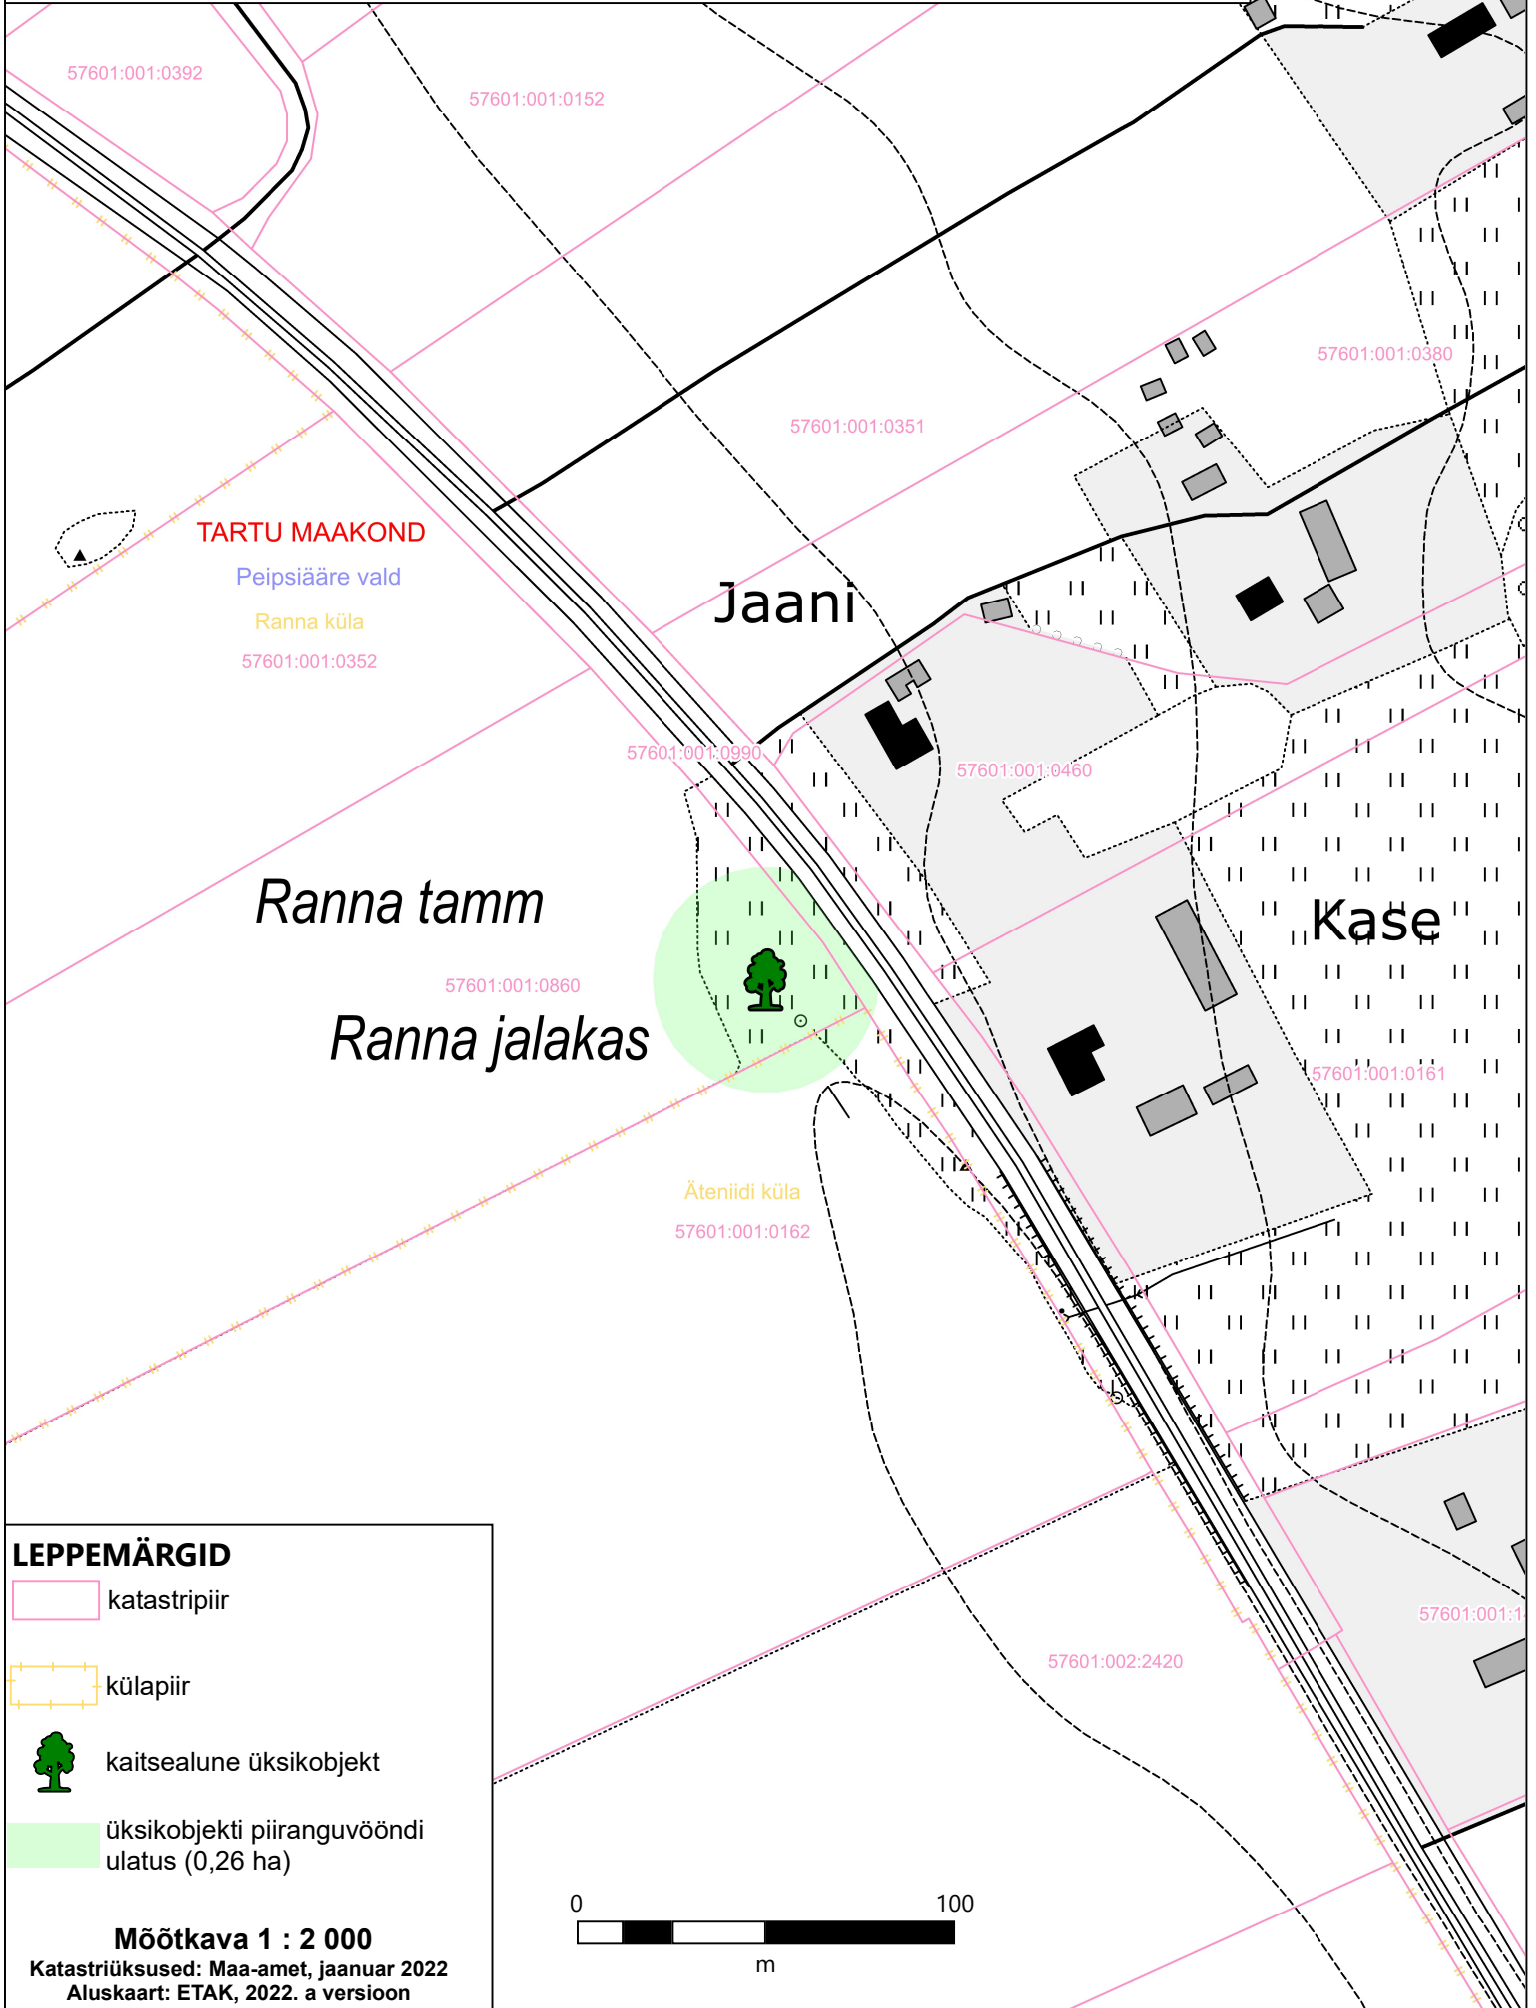 57601:001:0392
57601:001:0152
57601:001:0380
57601:001:0351
TARTU MAAKOND
Peipsiääre vald
Ranna küla
57601:001:0352
Jaani
57601:001:0990
57601:001:0460
Ranna tamm
Kase
57601:001:0860
Ranna jalakas
57601:001:0161
Äteniidi küla
57601:001:0162
LEPPEMÄRGID
katastripiir
57601:001:1
57601:002:2420
külapiir
kaitsealune üksikobjekt
üksikobjekti piiranguvööndi
ulatus (0,26 ha)
0 100
m
Mõõtkava 1 : 2 000
Katastriüksused: Maa-amet, jaanuar 2022
Aluskaart: ETAK, 2022. a versioon